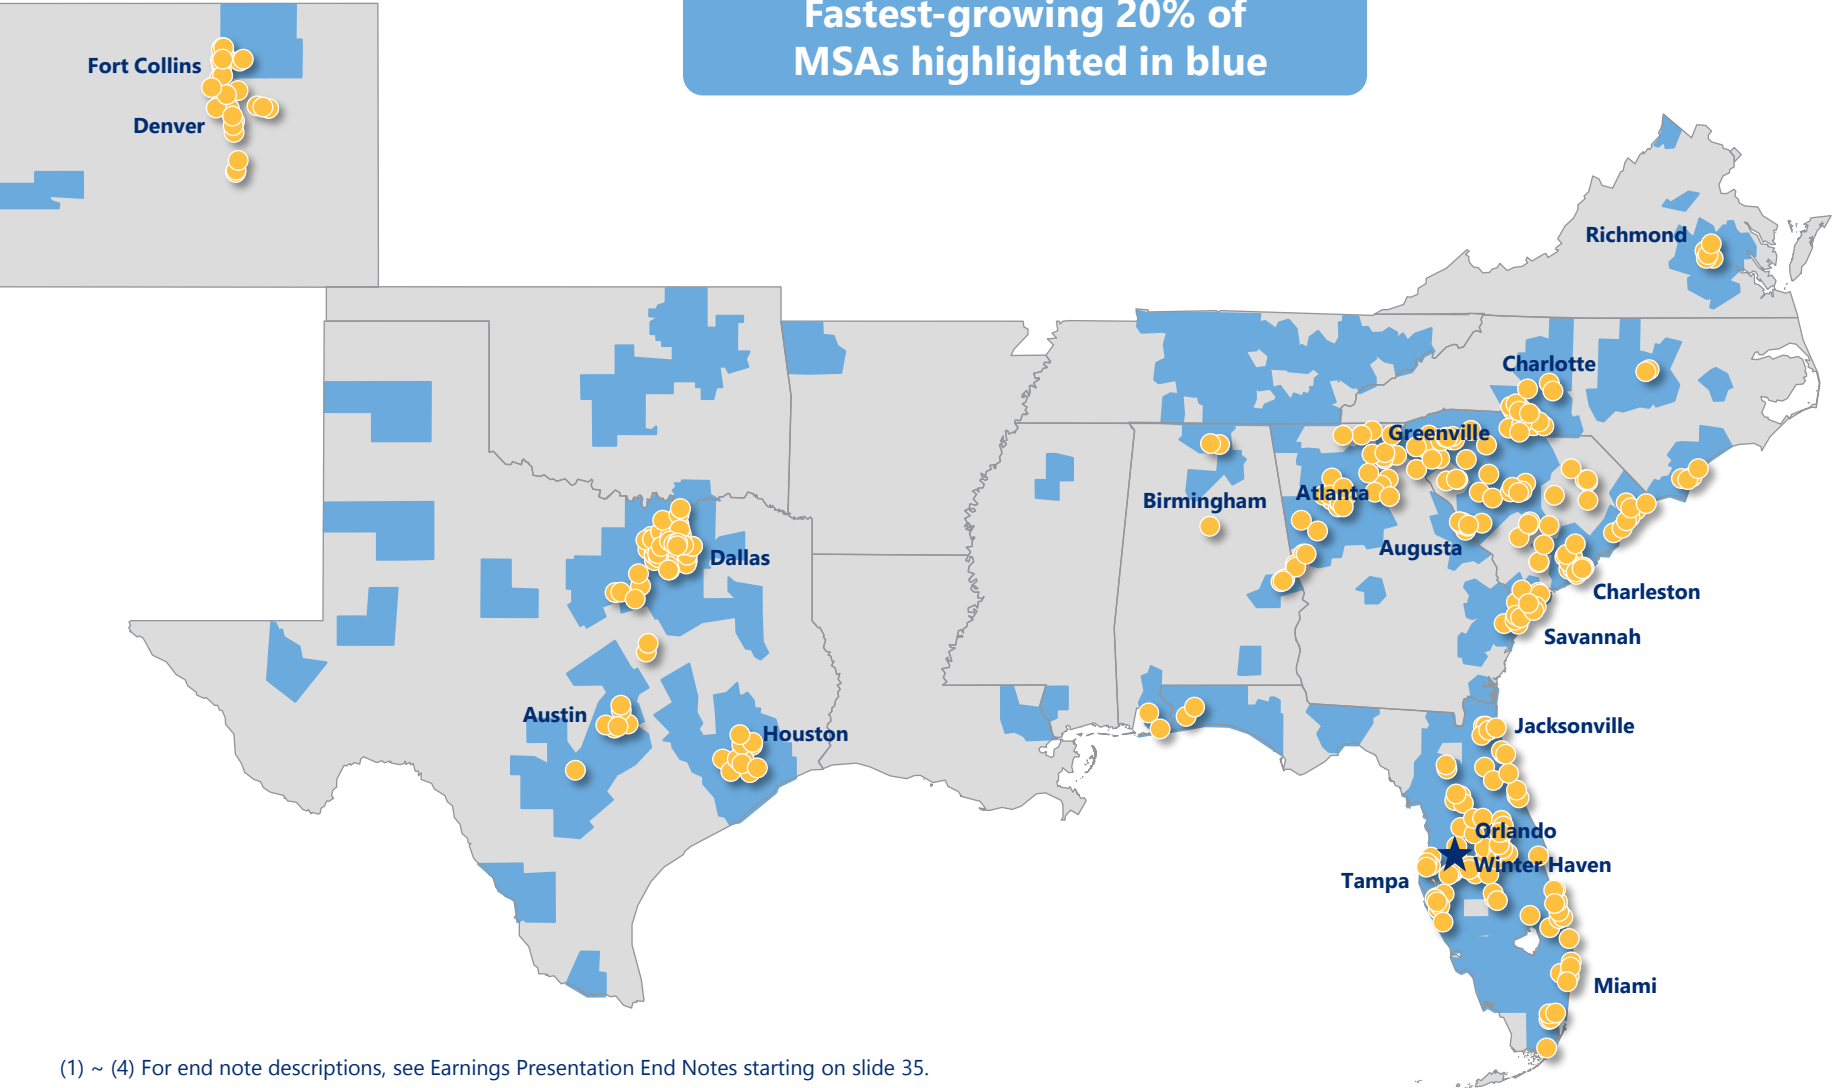 Fastest-growing 20% of
MSAs highlighted in blue
Fort Collins
Denver
Richmond
Charlotte
Greenville
Birmingham
Atlanta
Augusta
Dallas
Charleston
Savannah
Austin
Houston
Jacksonville
Orlando
Winter Haven
Tampa
Miami
(1) ~ (4) For end note descriptions, see Earnings Presentation End Notes starting on slide 35.